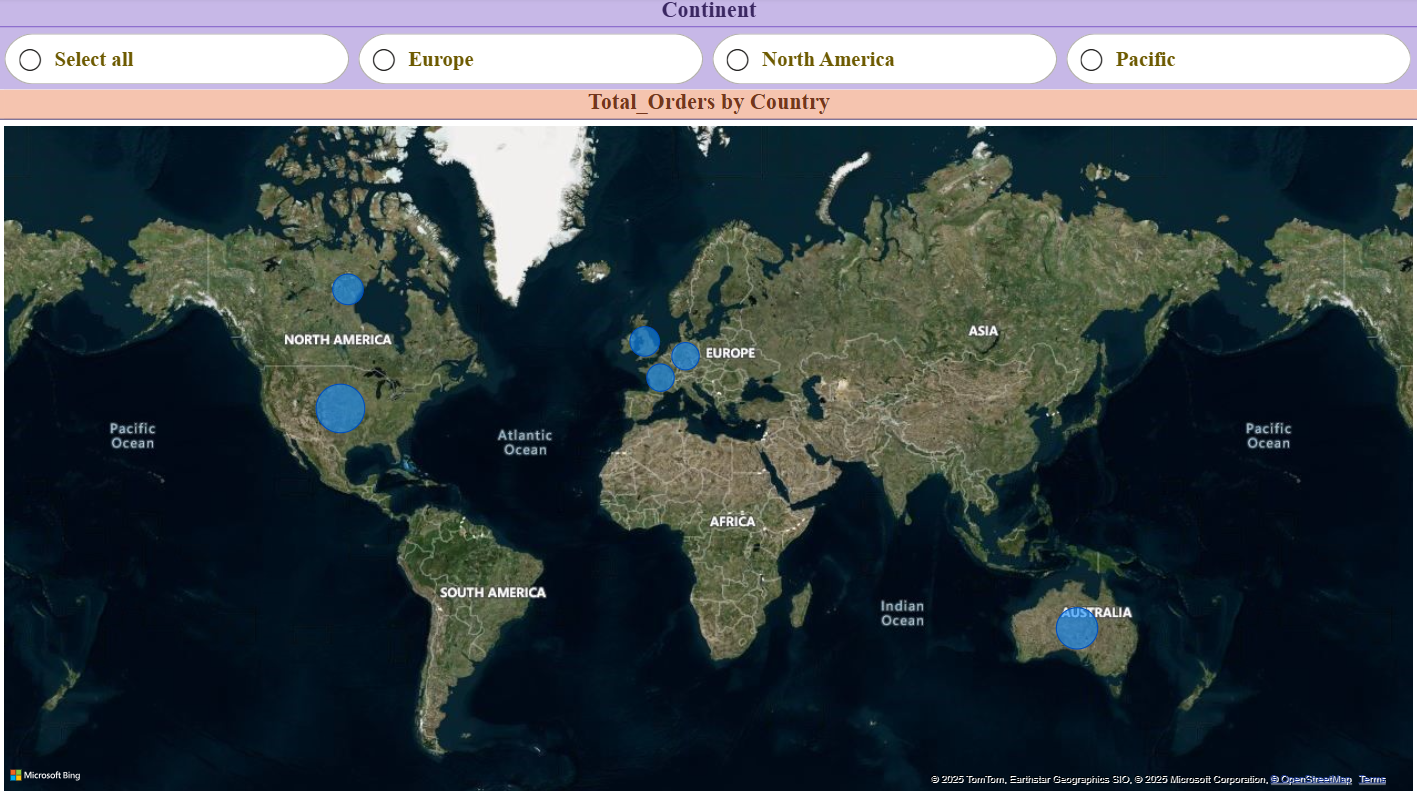 Continent
Select all
Europe
North America
Pacific
Total_Orders by Country
NORTH AMERICA
ASIA
EUROPE
Pacific
Ocean
Atlantic
Ocean
Pacific
Ocean
AFRICA
SOUTH AMERICA
Indian
Ocean
AUSTRALIA
Microsoft Bing
© 2025 TomTom, Earthstar Geographics SIO, © 2025 Microsoft Corporation, © OpenStreetMap Terms